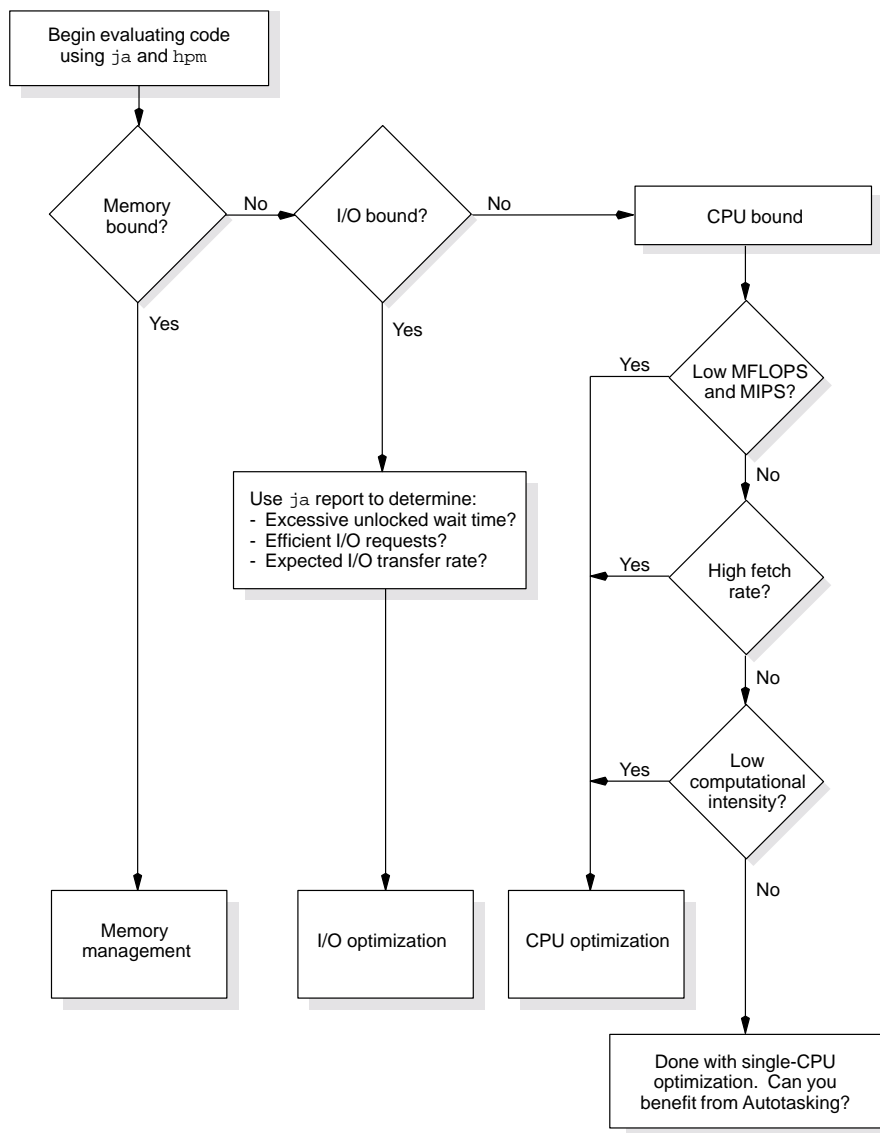 Begin evaluating code
using ja and hpm
Memory
bound?
No
I/O bound?
No
CPU bound
Yes
Yes
Yes
Low MFLOPS
and MIPS?
No
Use ja report to determine:
- Excessive unlocked wait time?
- Efficient I/O requests?
- Expected I/O transfer rate?
Yes
High fetch
rate?
No
Yes
Low
computational
intensity?
No
Memory
management
I/O optimization
CPU optimization
Done with single-CPU
optimization. Can you
benefit from Autotasking?